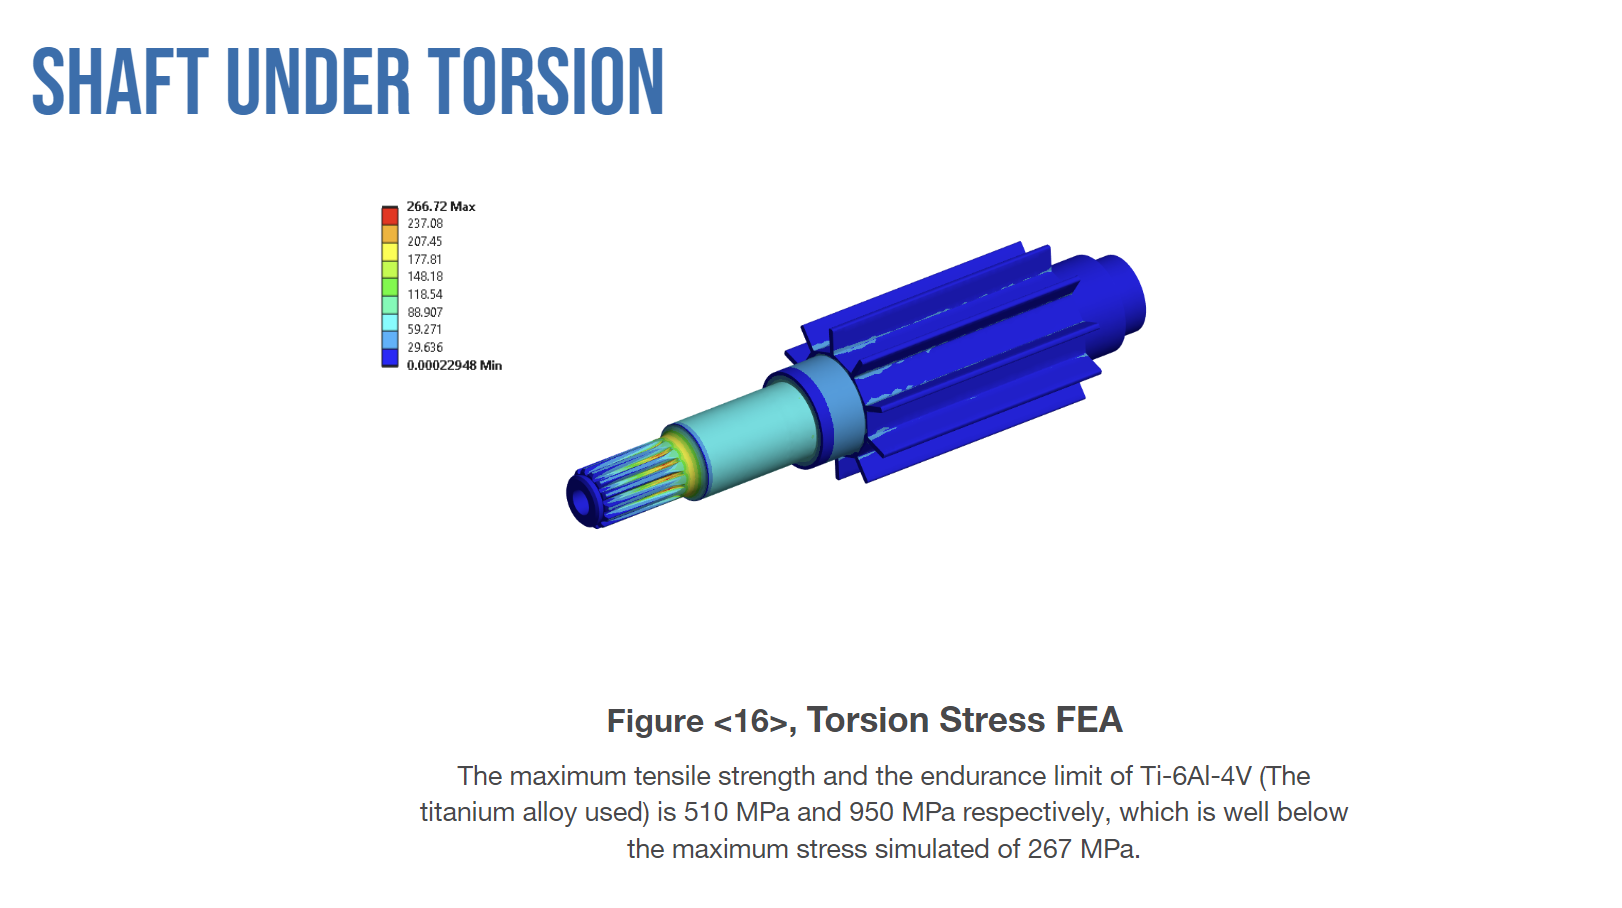 SHAFT UNDER TORSION
266.72 Max
237.08
207.45
177.81
148.18
118.54
88.907
59.271
29.636
0.00022948 Min
Figure <16>, Torsion Stress FEA
The maximum tensile strength and the endurance limit of Ti-6Al-4V (The
titanium alloy used) is 510 MPa and 950 MPa respectively, which is well below
the maximum stress simulated of 267 MPa.